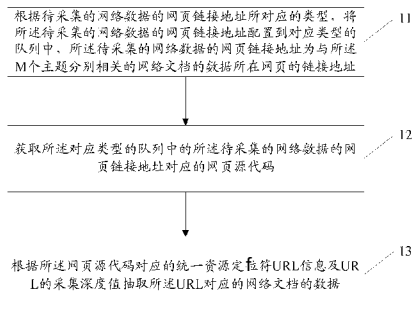 根据待采集的网络数据的网页链接地址所对应的类型，将
所述待采集的网络数据的网页链接地址配置到对应类型的
队列中、所述待采集的网络数据的网页链接地址为与所述
M个主题分别相关的网络文档的数据所在网页的链接地址
11
获取所述对应类型的队列中的所述待采集的网络数据的网
页链接地址对应的网页源代码
12
根据所述网页源代码对应的统一资源定位符URL信息及UR
L的采集深度值抽取所述URL对应的网络文档的数据
13